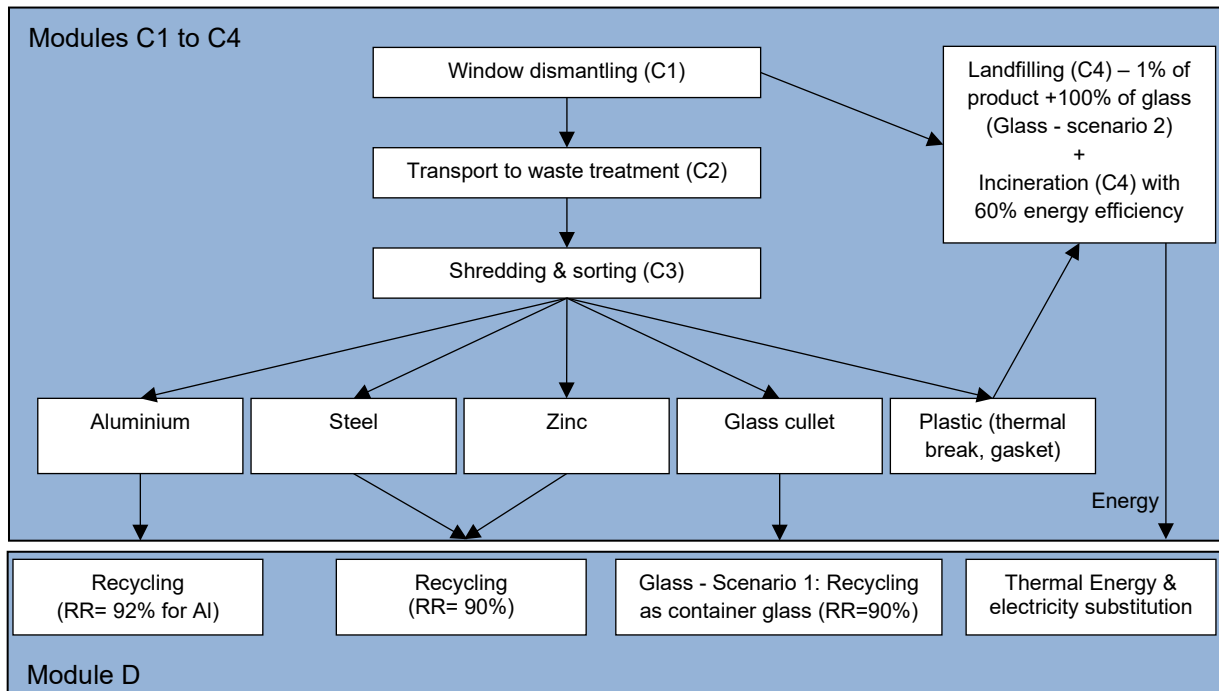 Modules C1 to C4
Window dismantling (C1)
Landfilling (C4) – 1% of
product +100% of glass
(Glass - scenario 2)
+
Incineration (C4) with
60% energy efficiency
Transport to waste treatment (C2)
Shredding & sorting (C3)
Aluminium
Steel
Zinc
Glass cullet
Plastic (thermal
break, gasket)
Energy
Recycling
(RR= 92% for Al)
Recycling
(RR= 90%)
Glass - Scenario 1: Recycling
as container glass (RR=90%)
Thermal Energy &
electricity substitution
Module D